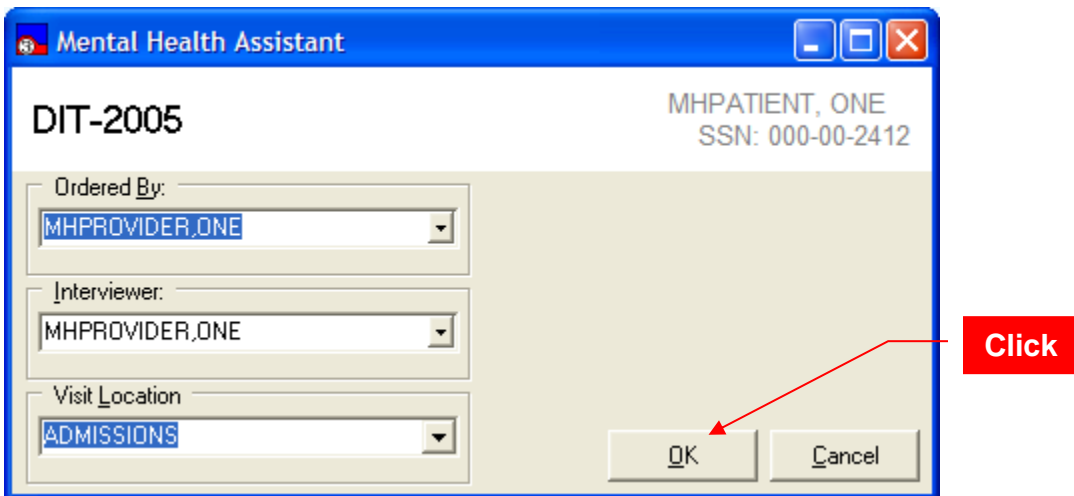 Mental Health Assistant
DIT-2005
MHPATIENT, ONE
SSN: 000-00-2412
Ordered By:
MHPROVIDER,ONE
Interviewer:
MHPROVIDER,ONE
Click
Visit Location
ADMISSIONS
OK
Cancel